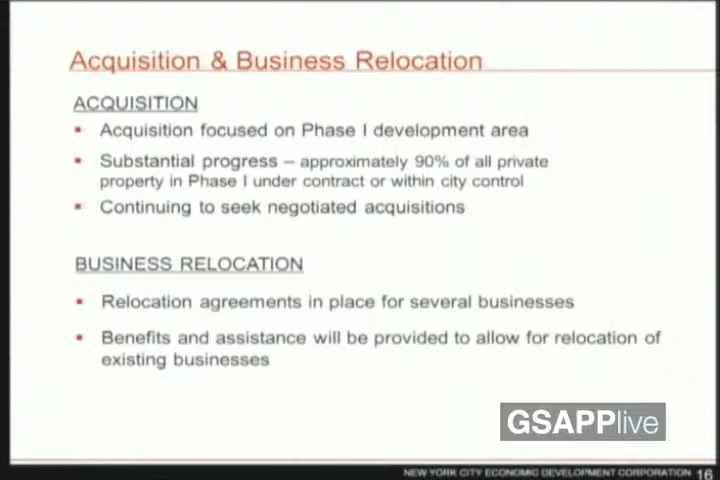 Acquisition & Business Relocation
ACQUISITION
▪ Acquisition focused on Phase I development area
▪ Substantial progress – approximately 90% of all private
property in Phase I under contract or within city control
▪ Continuing to seek negotiated acquisitions
BUSINESS RELOCATION
▪ Relocation agreements in place for several businesses
▪ Benefits and assistance will be provided to allow for relocation of
existing businesses
GSAPPlive
NEW YORK CITY ECONOMIC DEVELOPMENT CORPORATION 16